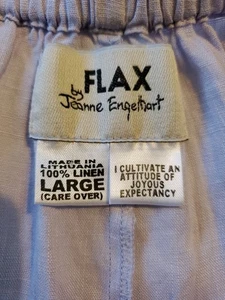 FLAX
by
Jeanne Engelhart
MADE IN
LITHUANIA
100% LINEN
LARGE
(CARE OVER)
I CULTIVATE AN
ATTITUDE OF
JOYOUS
EXPECTANCY